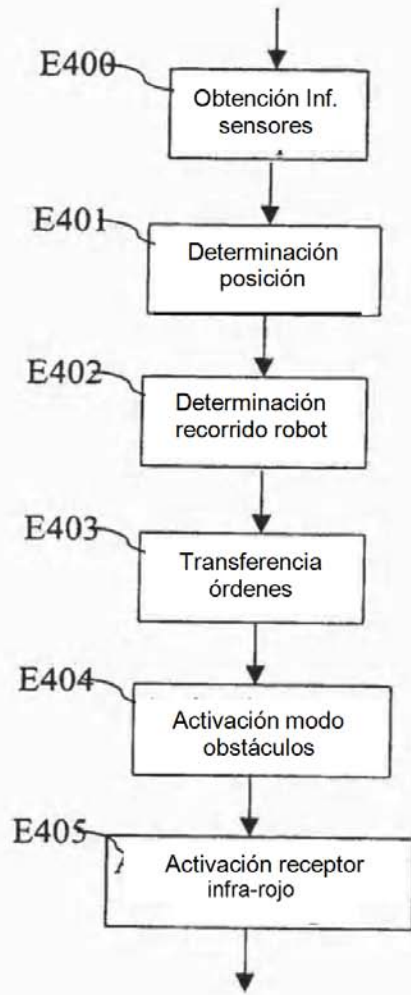 E400
Obtención Inf.
sensores
E401
Determinación
posición
E402
Determinación
recorrido robot
E403
Transferencia
órdenes
E404
Activación modo
obstáculos
E405
Activación receptor
infra-rojo